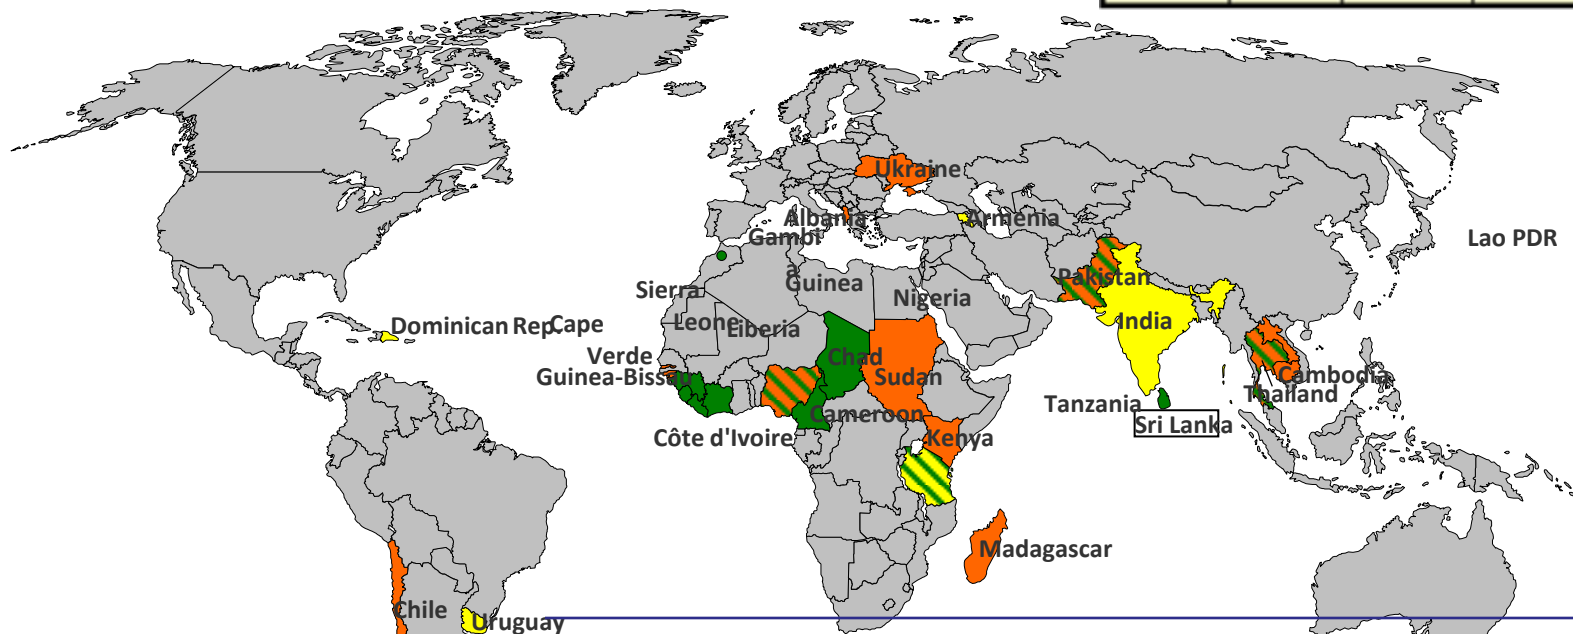 Ukraine
Albania
Armenia
Gambi
a
Lao PDR
Pakistan
Guinea
Sierra
Leone
Nigeria
Liberia
India
Dominican Rep.
Cape
Verde
Chad
Guinea-Bissau
Sudan
Cambodia
Thailand
Tanzania
Cameroon
Sri Lanka
Côte d'Ivoire
Kenya
Madagascar
Chile
Uruguay